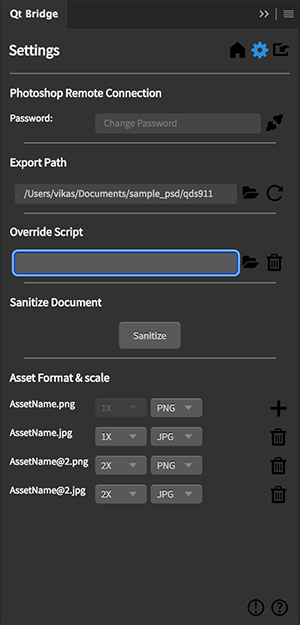 Qt Bridge
Settings
Photoshop Remote Connection
Password: Change Password
Export Path
/Users/vikas/Documents/sample_psd/qds911
Override Script
Sanitize Document
Sanitize
Asset Format & scale
AssetName.png 1X PNG
AssetName.jpg 1X JPG
AssetName@2.png 2X PNG
AssetName@2.jpg 2X JPG